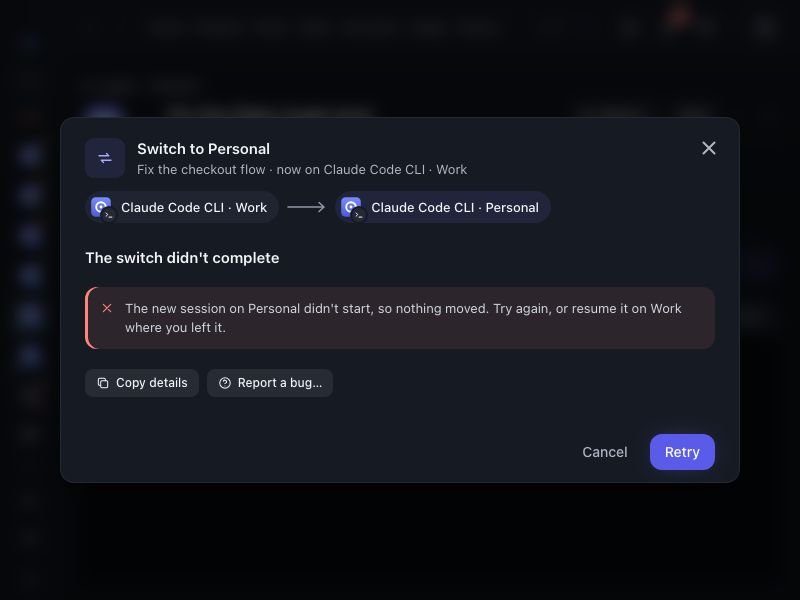 Switch to Personal
Fix the checkout flow · now on Claude Code CLI · Work
Claude Code CLI · Work
Claude Code CLI · Personal
The switch didn't complete
The new session on Personal didn't start, so nothing moved. Try again, or resume it on Work
where you left it.
Copy details
Report a bug...
Cancel
Retry